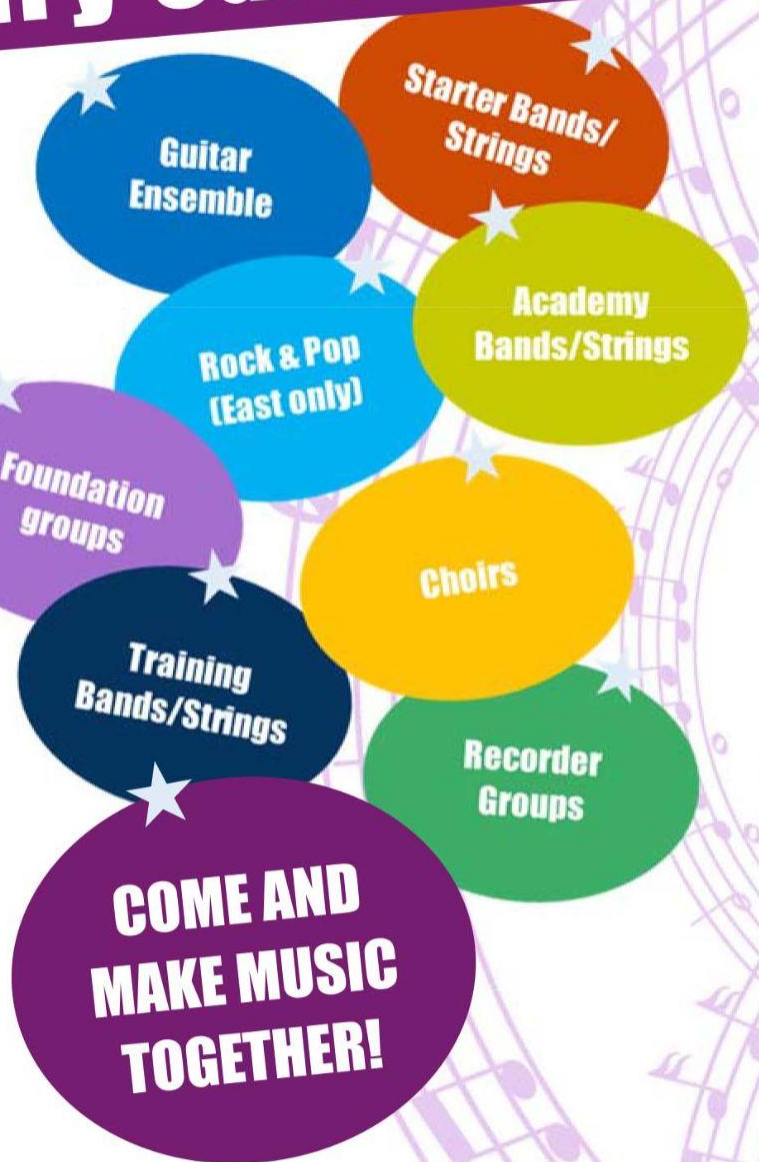 Guitar
Ensemble
Starter Bands/
Strings
Rock & Pop
(East only)
Academy
Bands/Strings
Foundation
groups
Choirs
Training
Bands/Strings
Recorder
Groups
COME AND
MAKE MUSIC
TOGETHER!